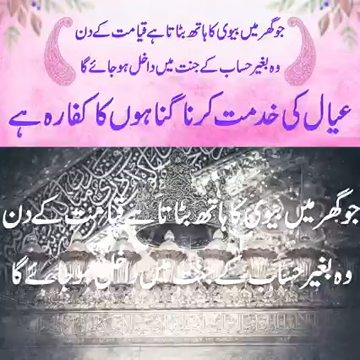 جو گھر میں بیوی کا ہاتھ بٹاتا ہے قیامت کے دن
وہ بغیر حساب کے جنت میں داخل ہو جائے گا
عیال کی خدمت کرنا گناہوں کا کفارہ ہے
جو گھر میں بیوی کا ہاتھ بٹاتا ہے قیامت کے دن
وہ بغیر حساب کے جنت میں داخل ہو جائے گا